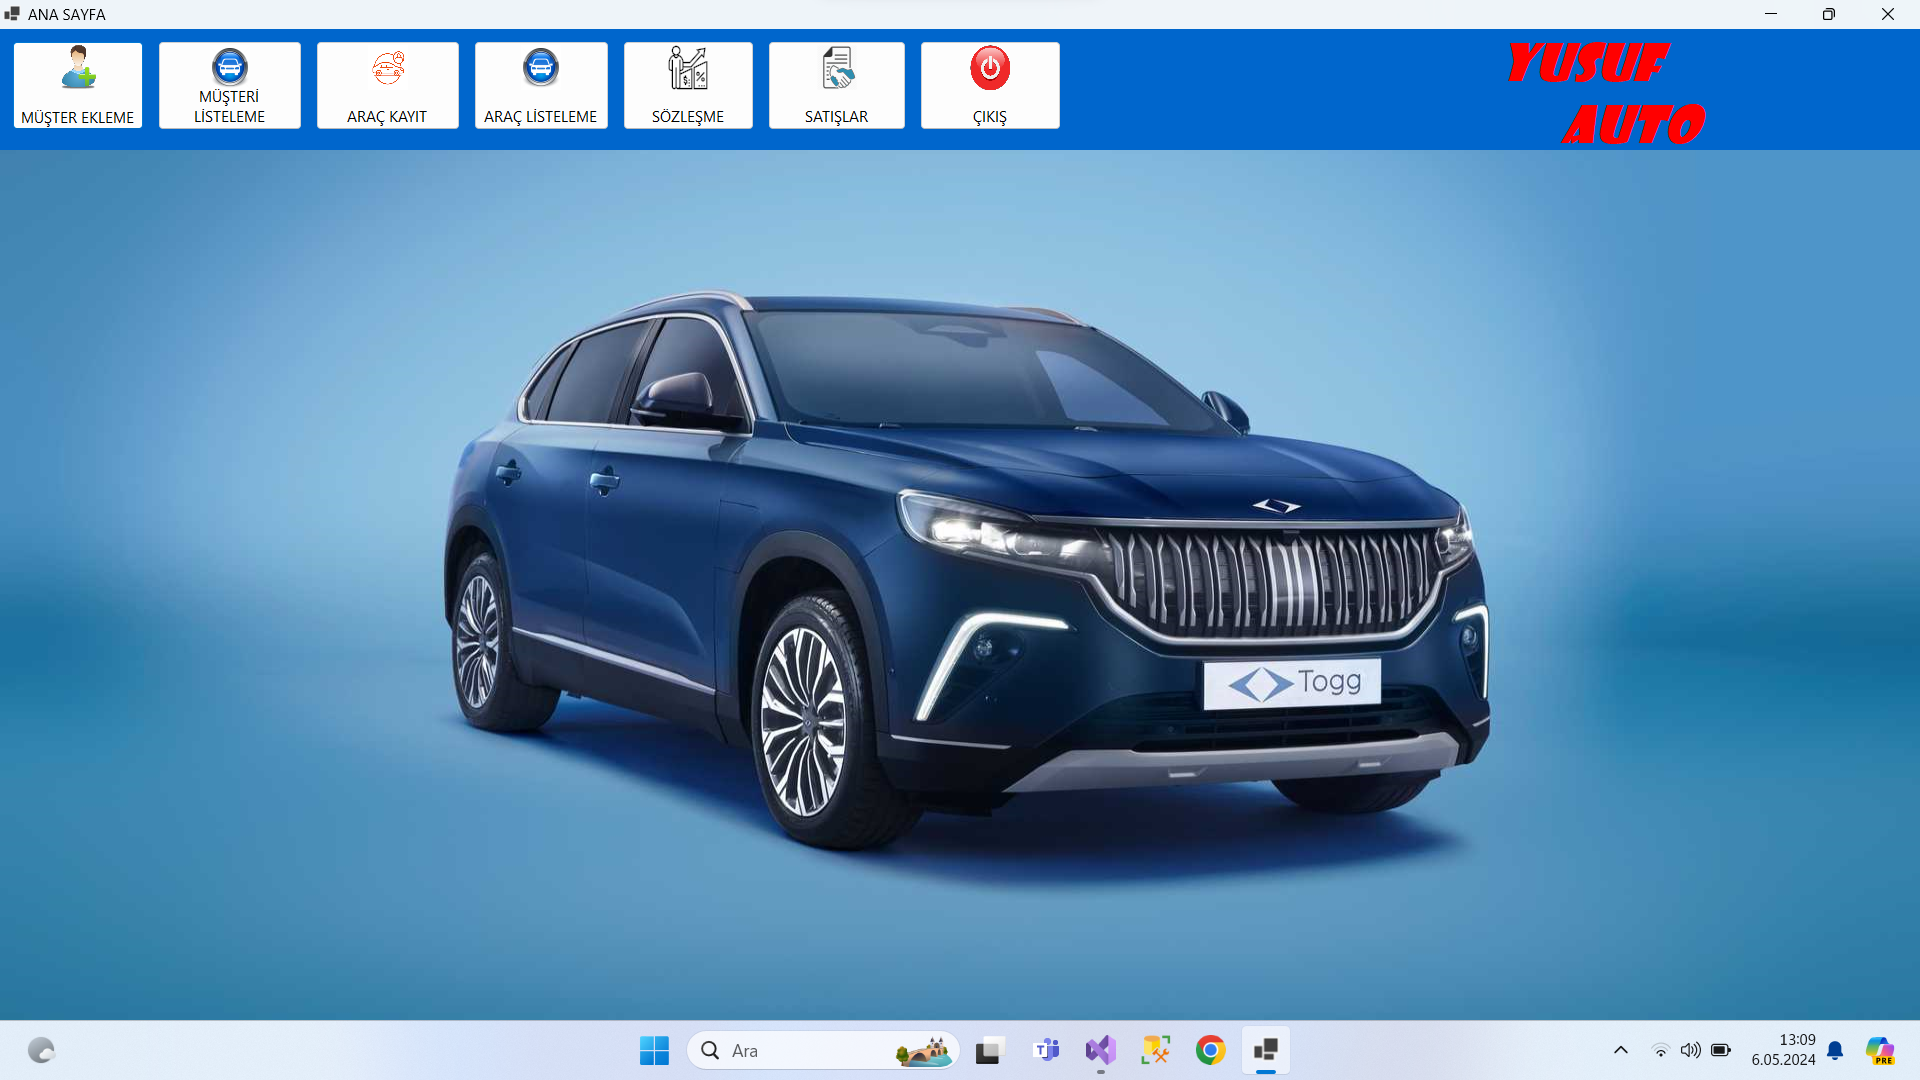 ANA SAYFA
MÜŞTER EKLEME
MÜŞTERİ
LİSTELEME
ARAÇ KAYIT
ARAÇ LİSTELEME
SÖZLEŞME
SATIŞLAR
ÇIKIŞ
YUSUF
AUTO
Togg
Ara
13:09
6.05.2024
PRE